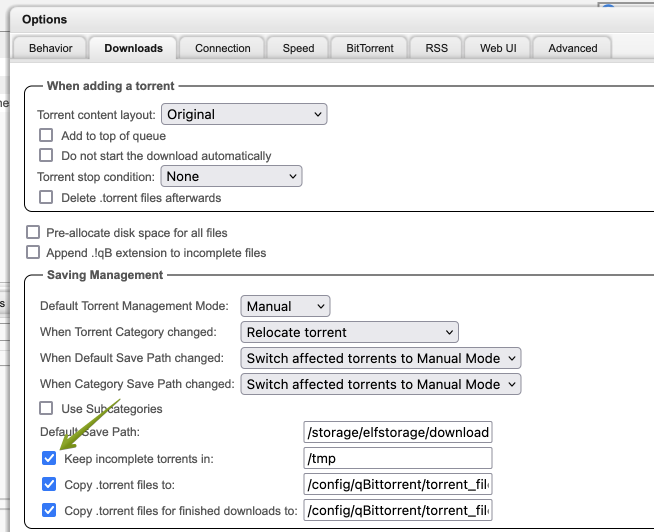 Options
Behavior Downloads Connection Speed BitTorrent RSS Web UI Advanced
When adding a torrent
Torrent content layout: Original
Add to top of queue
Do not start the download automatically
Torrent stop condition: None
Delete .torrent files afterwards
Pre-allocate disk space for all files
Append .!qB extension to incomplete files
Saving Management
Default Torrent Management Mode: Manual
When Torrent Category changed: Relocate torrent
When Default Save Path changed: Switch affected torrents to Manual Mode
When Category Save Path changed: Switch affected torrents to Manual Mode
Use Subcategories
Default Save Path: /storage/elfstorage/download
Keep incomplete torrents in: /tmp
Copy .torrent files to: /config/qBittorrent/torrent_file
Copy .torrent files for finished downloads to: /config/qBittorrent/torrent_file